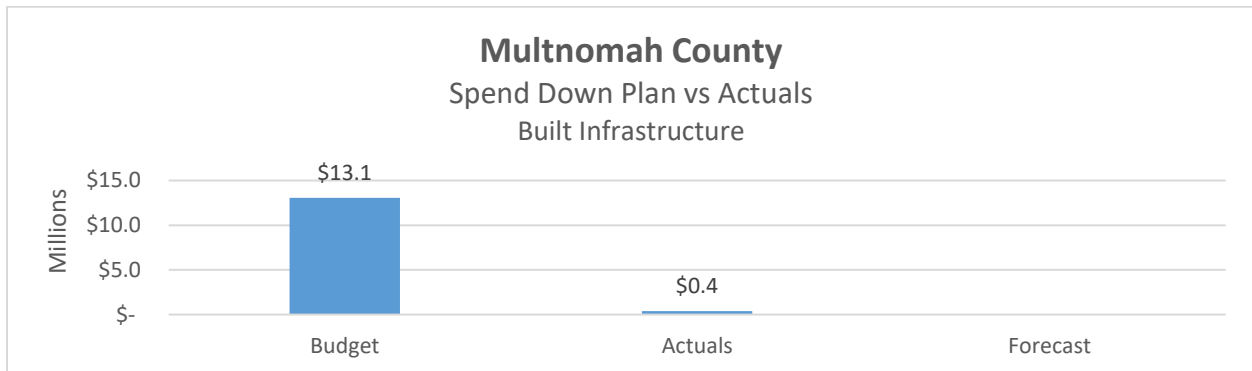 Multnomah County
Spend Down Plan vs Actuals
Built Infrastructure
Millions
$15.0
$10.0
$5.0
$-
$13.1
$0.4
Budget
Actuals
Forecast